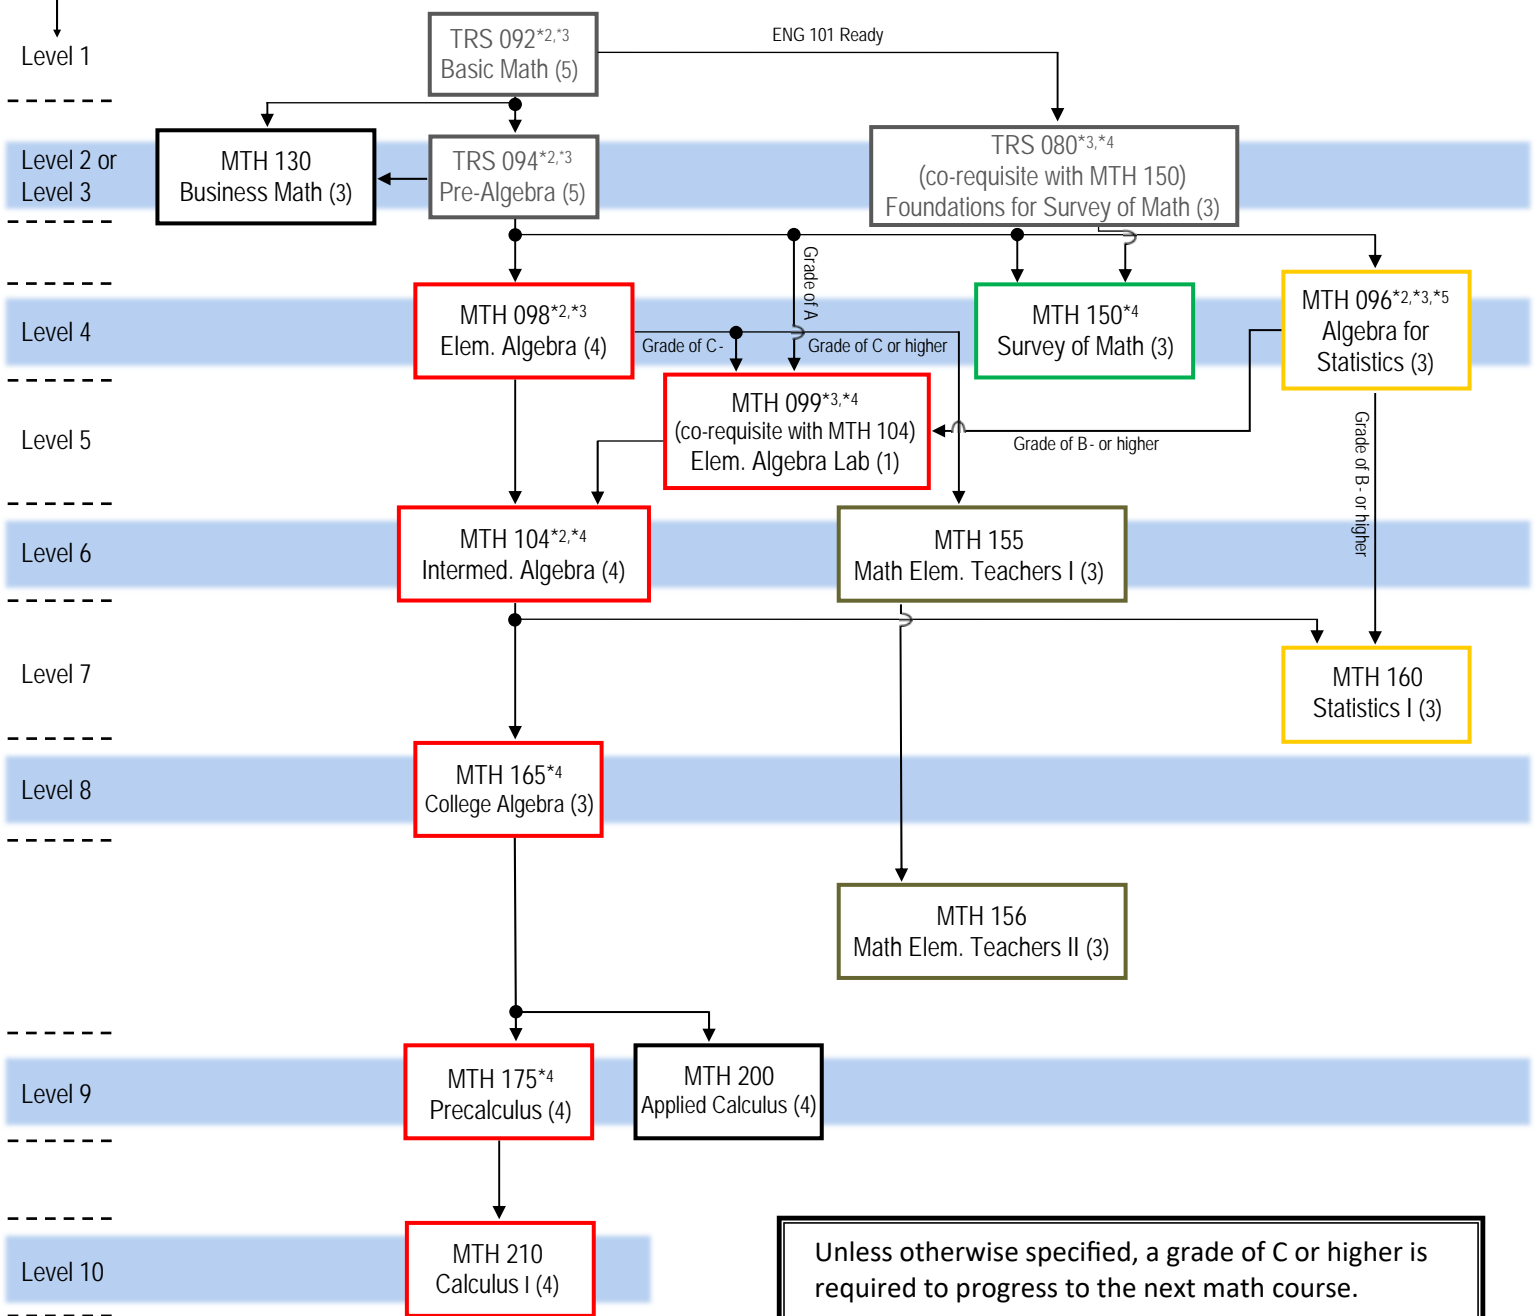 Level 1
TRS 092*2,*3
Basic Math (5)
ENG 101 Ready
Level 2 or
Level 3
MTH 130
Business Math (3)
TRS 094*2,*3
Pre-Algebra (5)
TRS 080*3,*4
(co-requisite with MTH 150)
Foundations for Survey of Math (3)
Level 4
MTH 098*2,*3
Elem. Algebra (4)
Grade of C-
Grade of A
Grade of C or higher
MTH 150*4
Survey of Math (3)
MTH 096*2,*3,*5
Algebra for
Statistics (3)
Level 5
MTH 099*3,*4
(co-requisite with MTH 104)
Elem. Algebra Lab (1)
Grade of B- or higher
Grade of B- or higher
Level 6
MTH 104*2,*4
Intermed. Algebra (4)
MTH 155
Math Elem. Teachers I (3)
Level 7
MTH 160
Statistics I (3)
Level 8
MTH 165*4
College Algebra (3)
MTH 156
Math Elem. Teachers II (3)
Level 9
MTH 175*4
Precalculus (4)
MTH 200
Applied Calculus (4)
Level 10
MTH 210
Calculus I (4)
Unless otherwise specified, a grade of C or higher is
required to progress to the next math course.